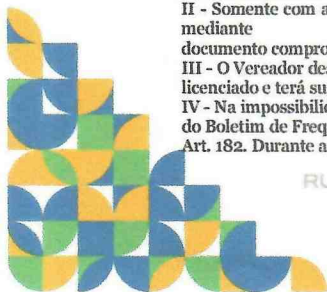 II - Somente com a
mediante
documento compro
III - O Vereador des
licenciado e terá su
IV - Na impossibilid
do Boletim de Freq
Art. 182. Durante a
RU